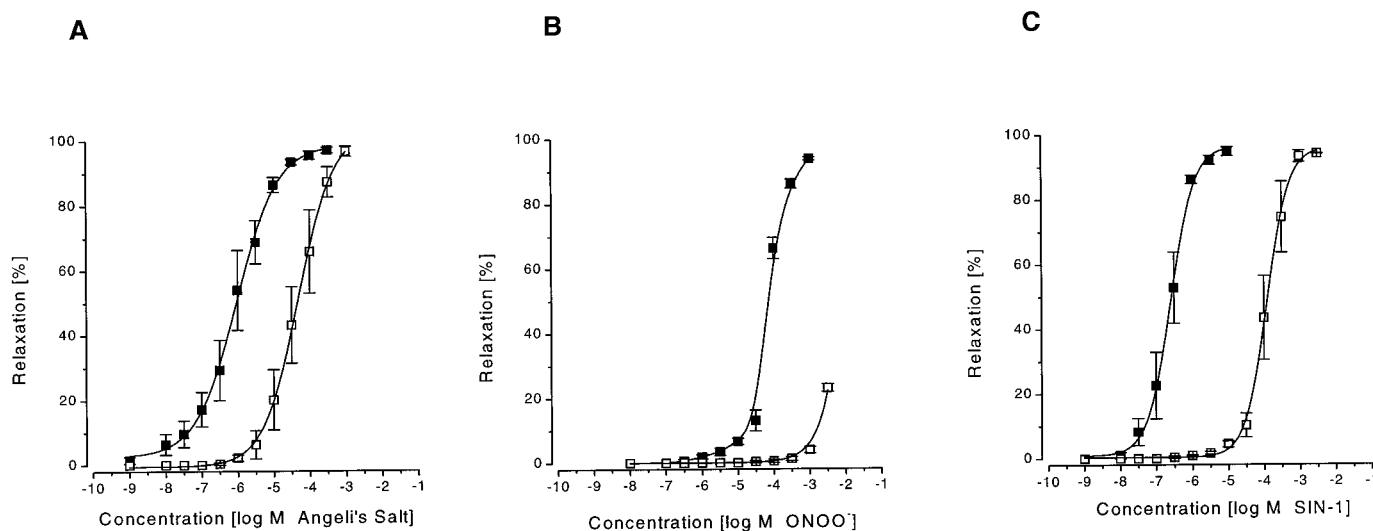 A
B
C
Relaxation [%]
100
80
60
40
20
0
-10 -9 -8 -7 -6 -5 -4 -3 -2 -1
Concentration [log M Angeli's Salt]
Relaxation [%]
100
80
60
40
20
0
-10 -9 -8 -7 -6 -5 -4 -3 -2 -1
Concentration [log M ONOO⁻]
Relaxation [%]
100
80
60
40
20
0
-10 -9 -8 -7 -6 -5 -4 -3 -2 -1
Concentration [log M SIN-1]